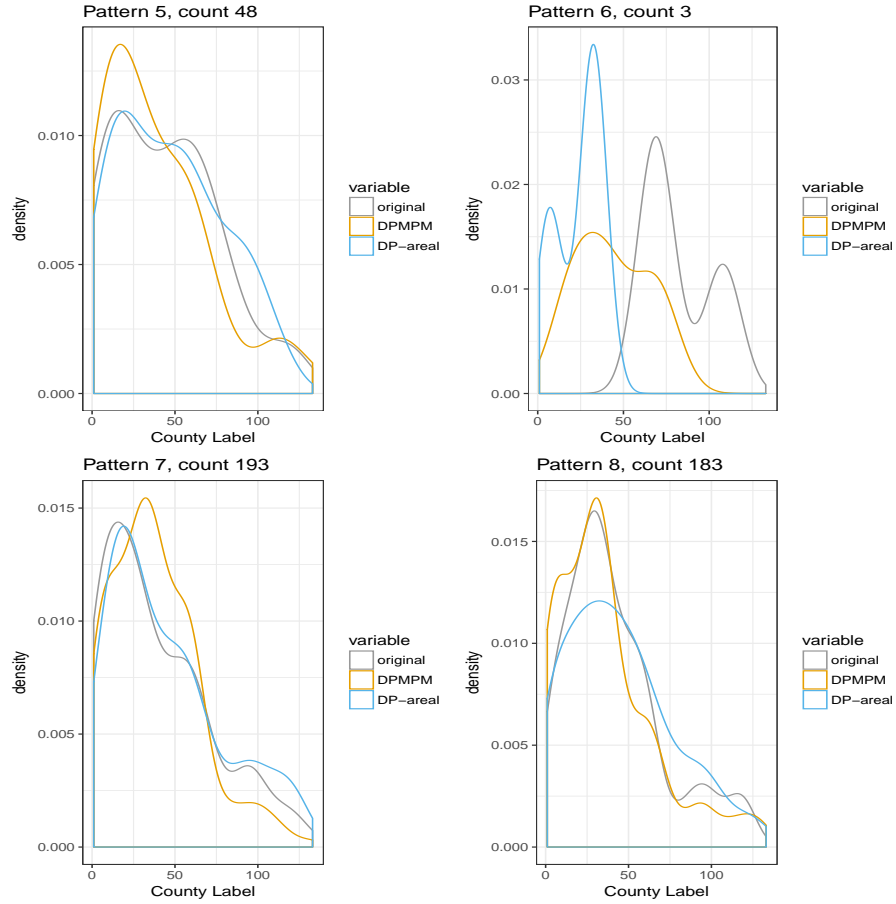 Pattern 5, count 48
0.010
0.005
0.000
density
0
50
100
County Label
variable
original
DPMPM
DP−areal
Pattern 6, count 3
0.03
0.02
0.01
0.00
density
0
50
100
County Label
variable
original
DPMPM
DP−areal
Pattern 7, count 193
0.015
0.010
0.005
0.000
density
0
50
100
County Label
variable
original
DPMPM
DP−areal
Pattern 8, count 183
0.015
0.010
0.005
0.000
density
0
50
100
County Label
variable
original
DPMPM
DP−areal